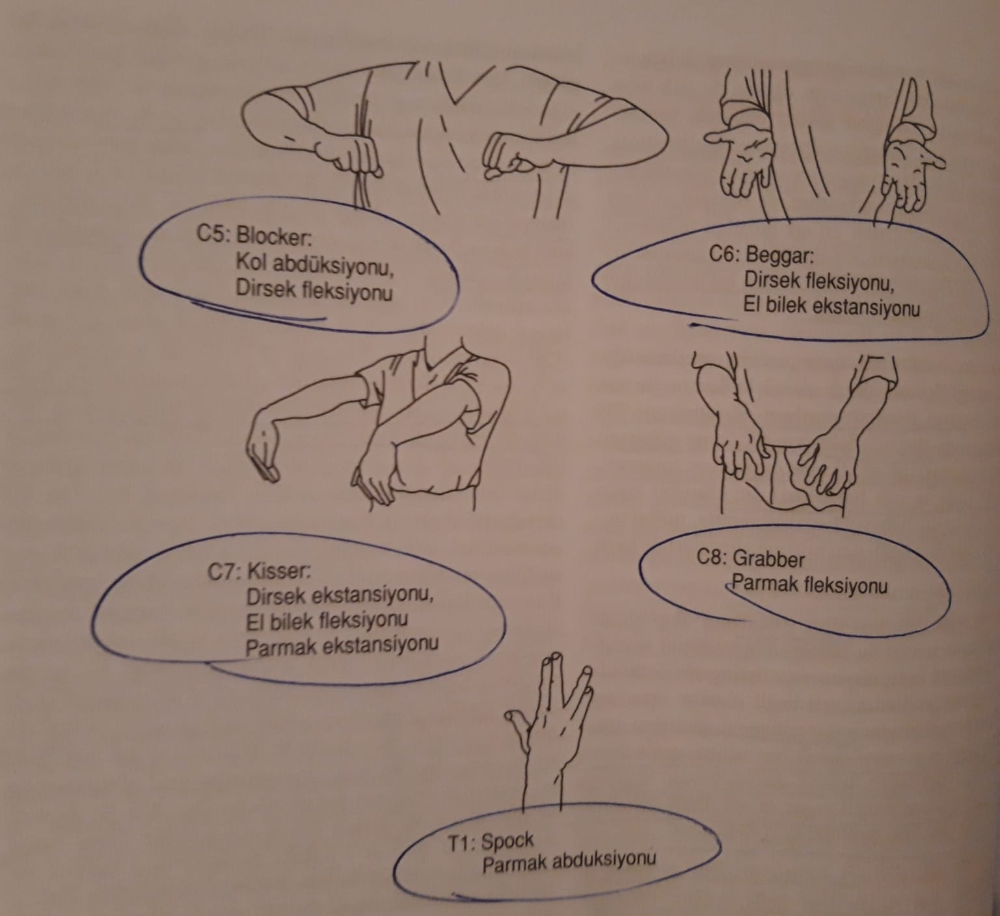 C5: Blocker:
Kol abdüksiyonu,
Dirsek fleksiyonu
C6: Beggar:
Dirsek fleksiyonu,
El bilek ekstansiyonu
C7: Kisser:
Dirsek ekstansiyonu,
El bilek fleksiyonu
Parmak ekstansiyonu
C8: Grabber
Parmak fleksiyonu
T1: Spock
Parmak abduksiyonu